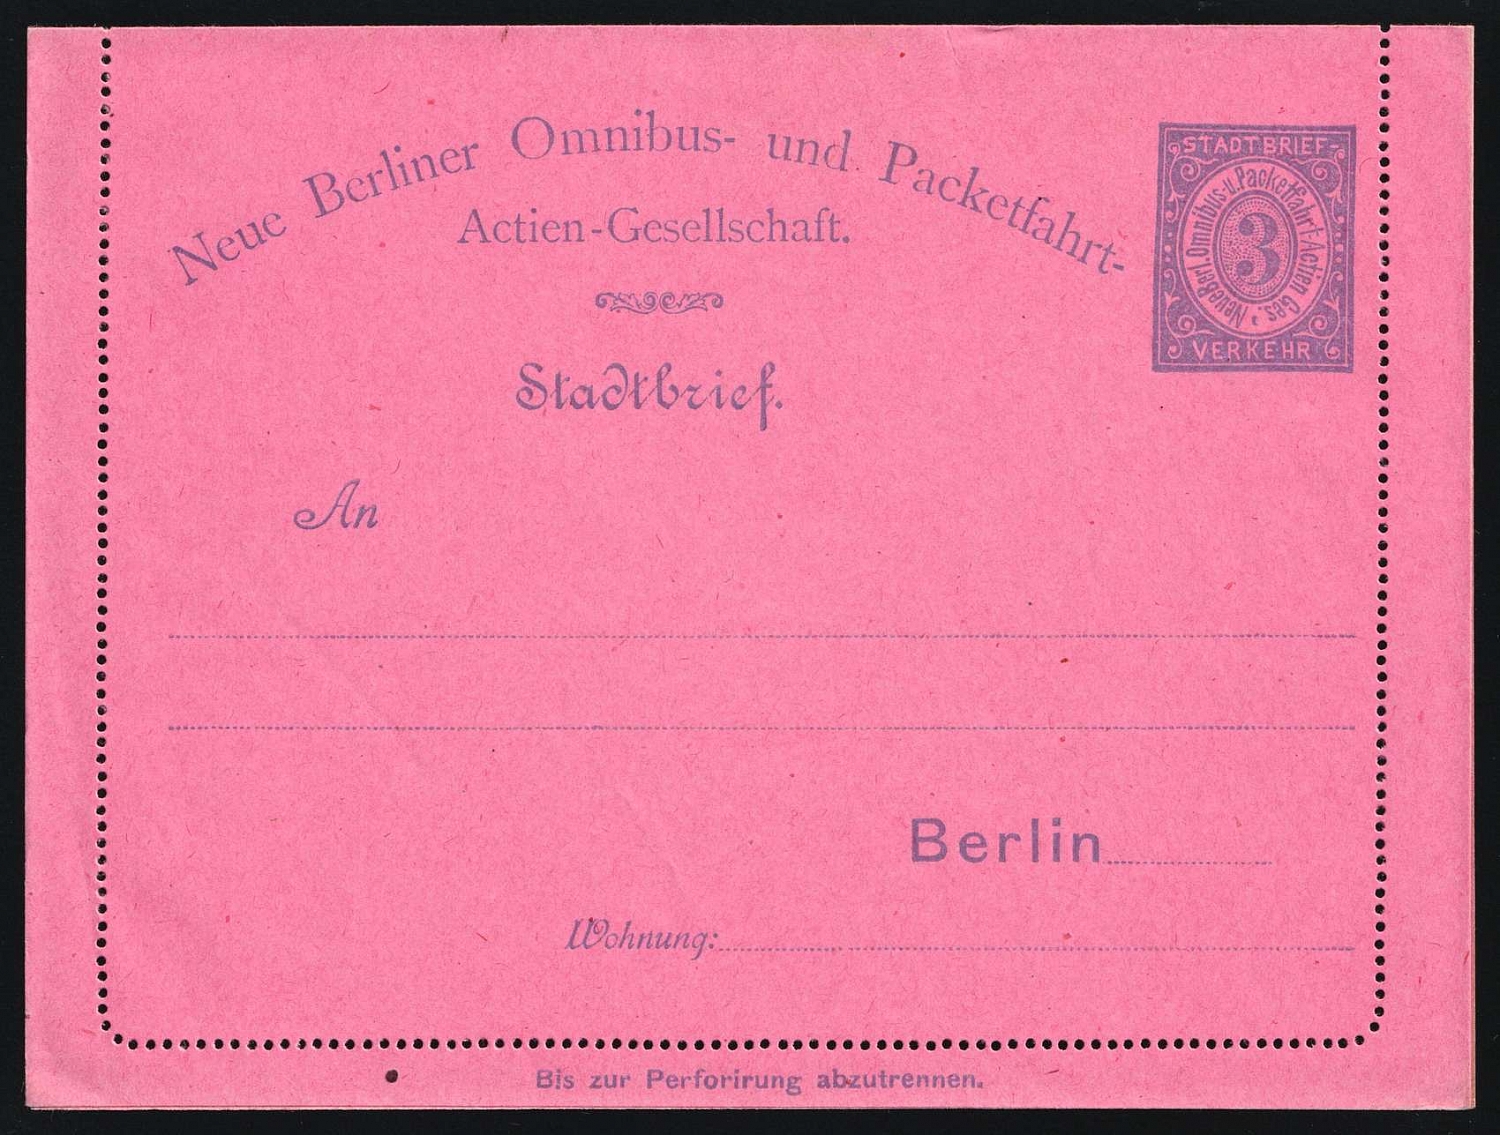 Neue Berliner Omnibus- und Packetfahrt-
Actien-Gesellschaft.
STADTBRIEF-
Neue Berl. Omnibus-u. Packetfahrt-Actien Ges.
3
VERKEHR
Stadtbrief.
An
Berlin
Wohnung:
Bis zur Perforirung abzutrennen.